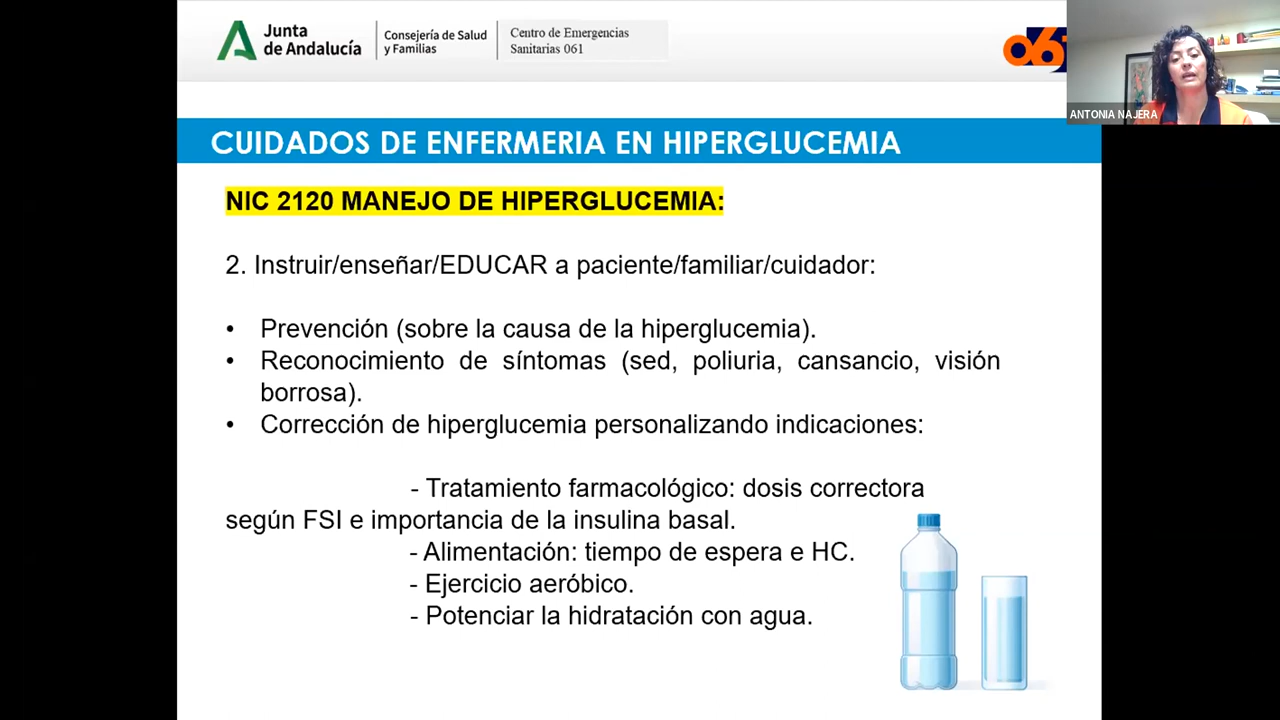 Junta
de Andalucía
Consejería de Salud
y Familias
Centro de Emergencias
Sanitarias 061
061
ANTONIA NAJERA
CUIDADOS DE ENFERMERIA EN HIPERGLUCEMIA
NIC 2120 MANEJO DE HIPERGLUCEMIA:
2. Instruir/enseñar/EDUCAR a paciente/familiar/cuidador:
• Prevención (sobre la causa de la hiperglucemia).
• Reconocimiento de síntomas (sed, poliuria, cansancio, visión
borrosa).
• Corrección de hiperglucemia personalizando indicaciones:
- Tratamiento farmacológico: dosis correctora
según FSI e importancia de la insulina basal.
- Alimentación: tiempo de espera e HC.
- Ejercicio aeróbico.
- Potenciar la hidratación con agua.